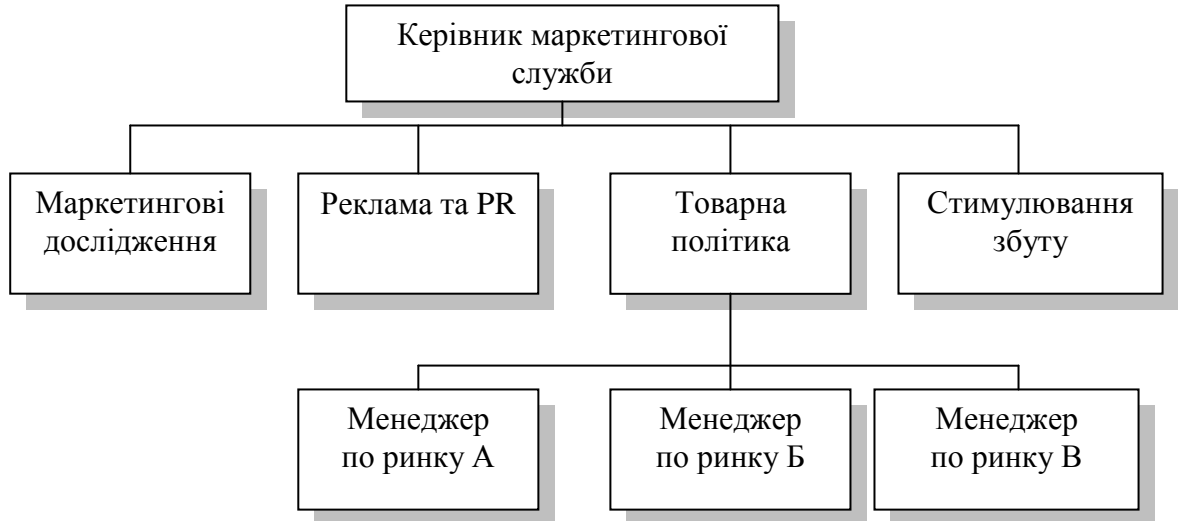 Керівник маркетингової
служби
Маркетингові
дослідження
Реклама та PR
Товарна
політика
Стимулювання
збуту
Менеджер
по ринку А
Менеджер
по ринку Б
Менеджер
по ринку В